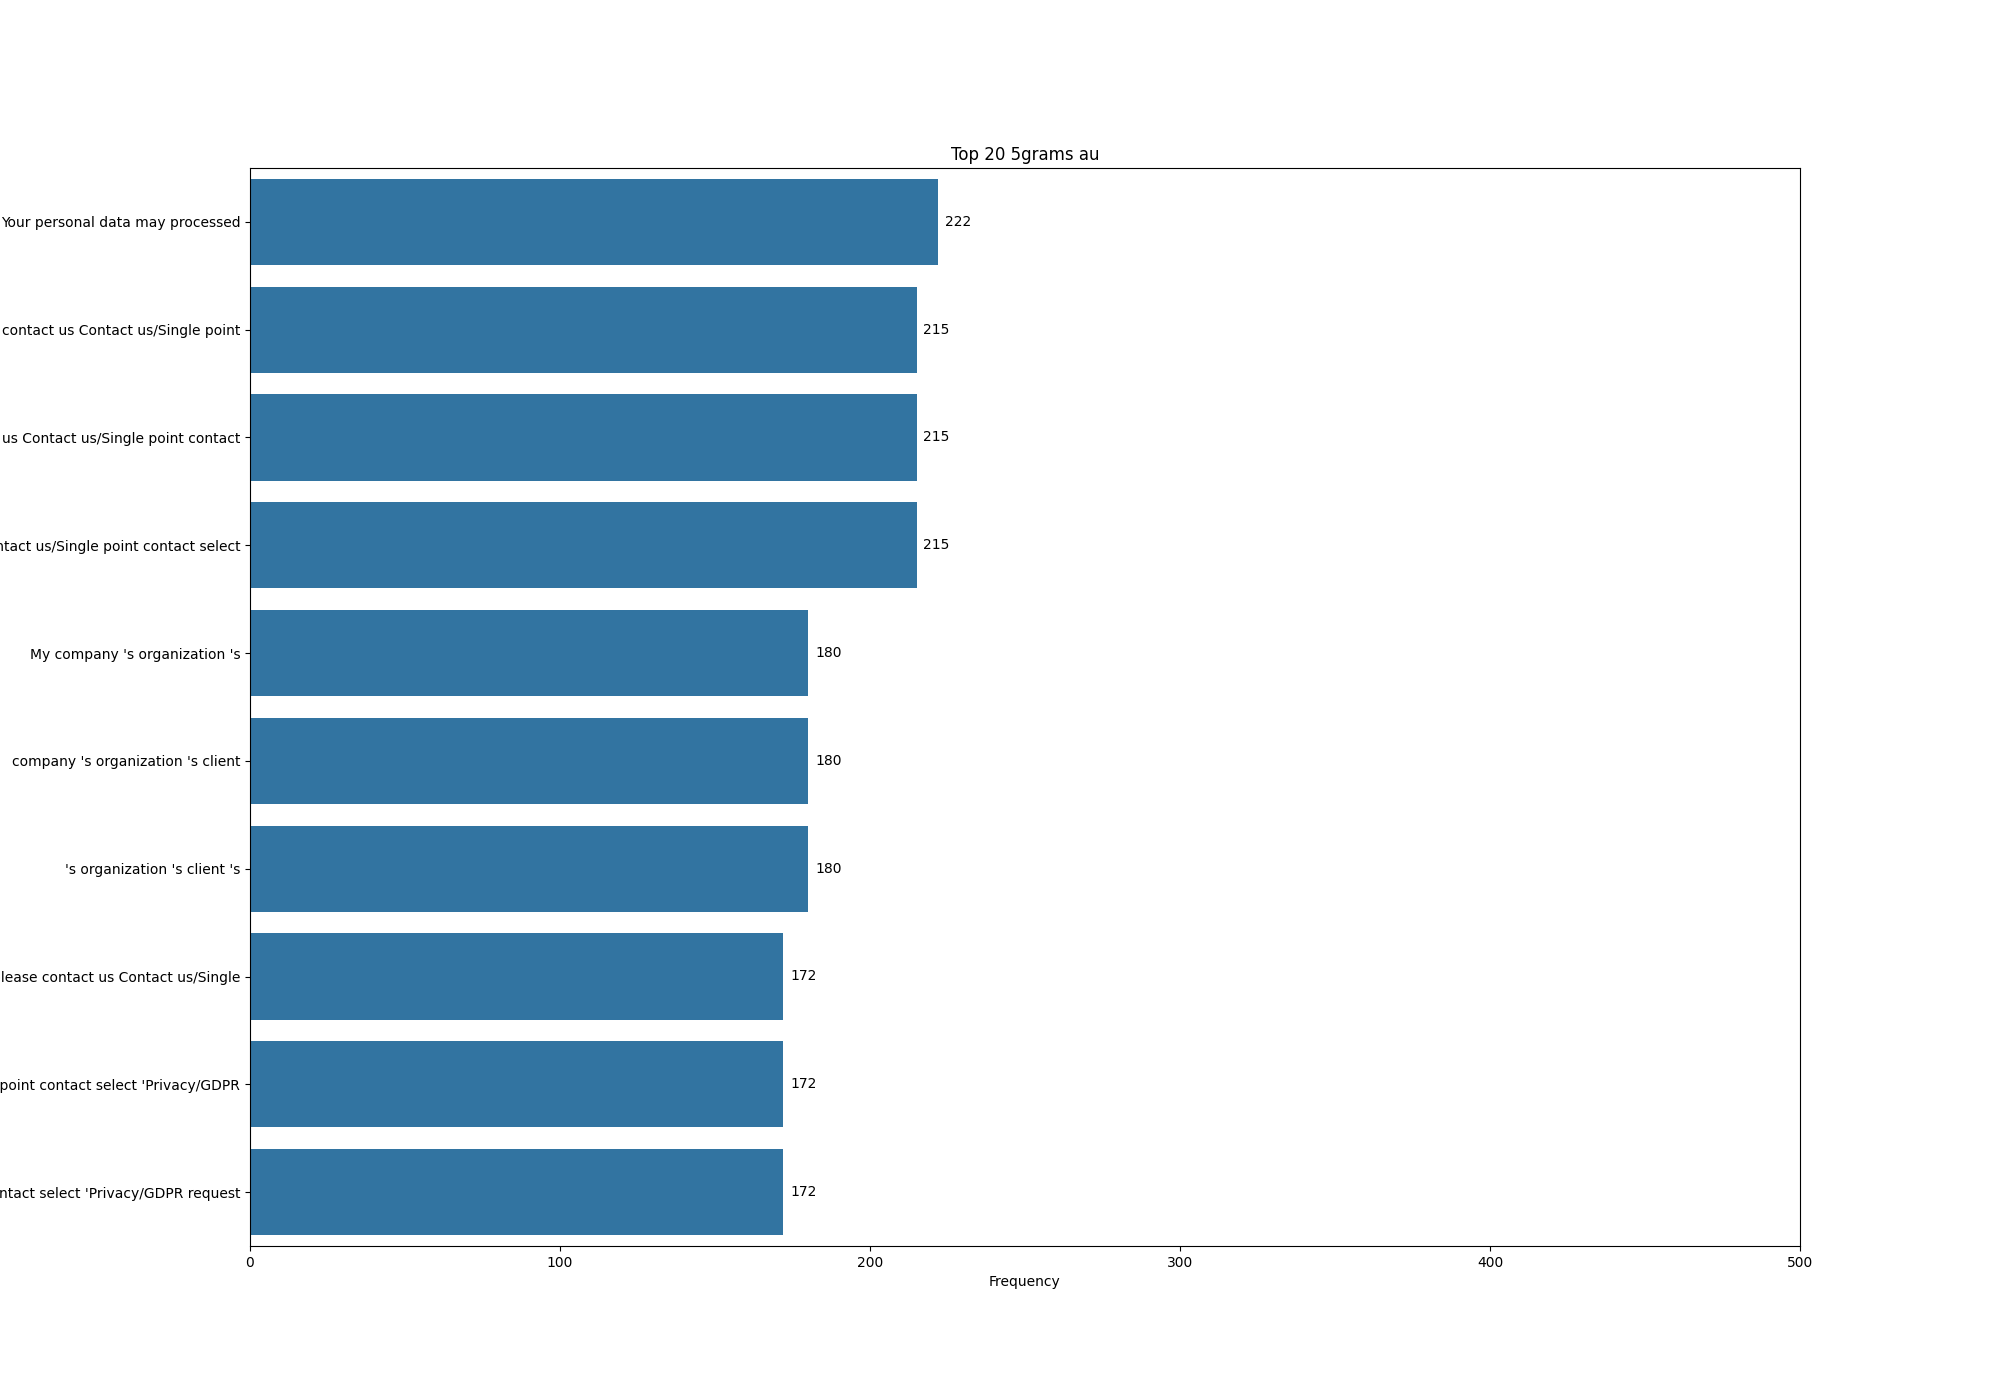 Top 20 5grams au
Your personal data may processed 222
contact us Contact us/Single point 215
us Contact us/Single point contact 215
ntact us/Single point contact select 215
My company 's organization 's 180
company 's organization 's client 180
's organization 's client 's 180
lease contact us Contact us/Single 172
point contact select 'Privacy/GDPR 172
ntact select 'Privacy/GDPR request 172
0 100 200 300 400 500
Frequency